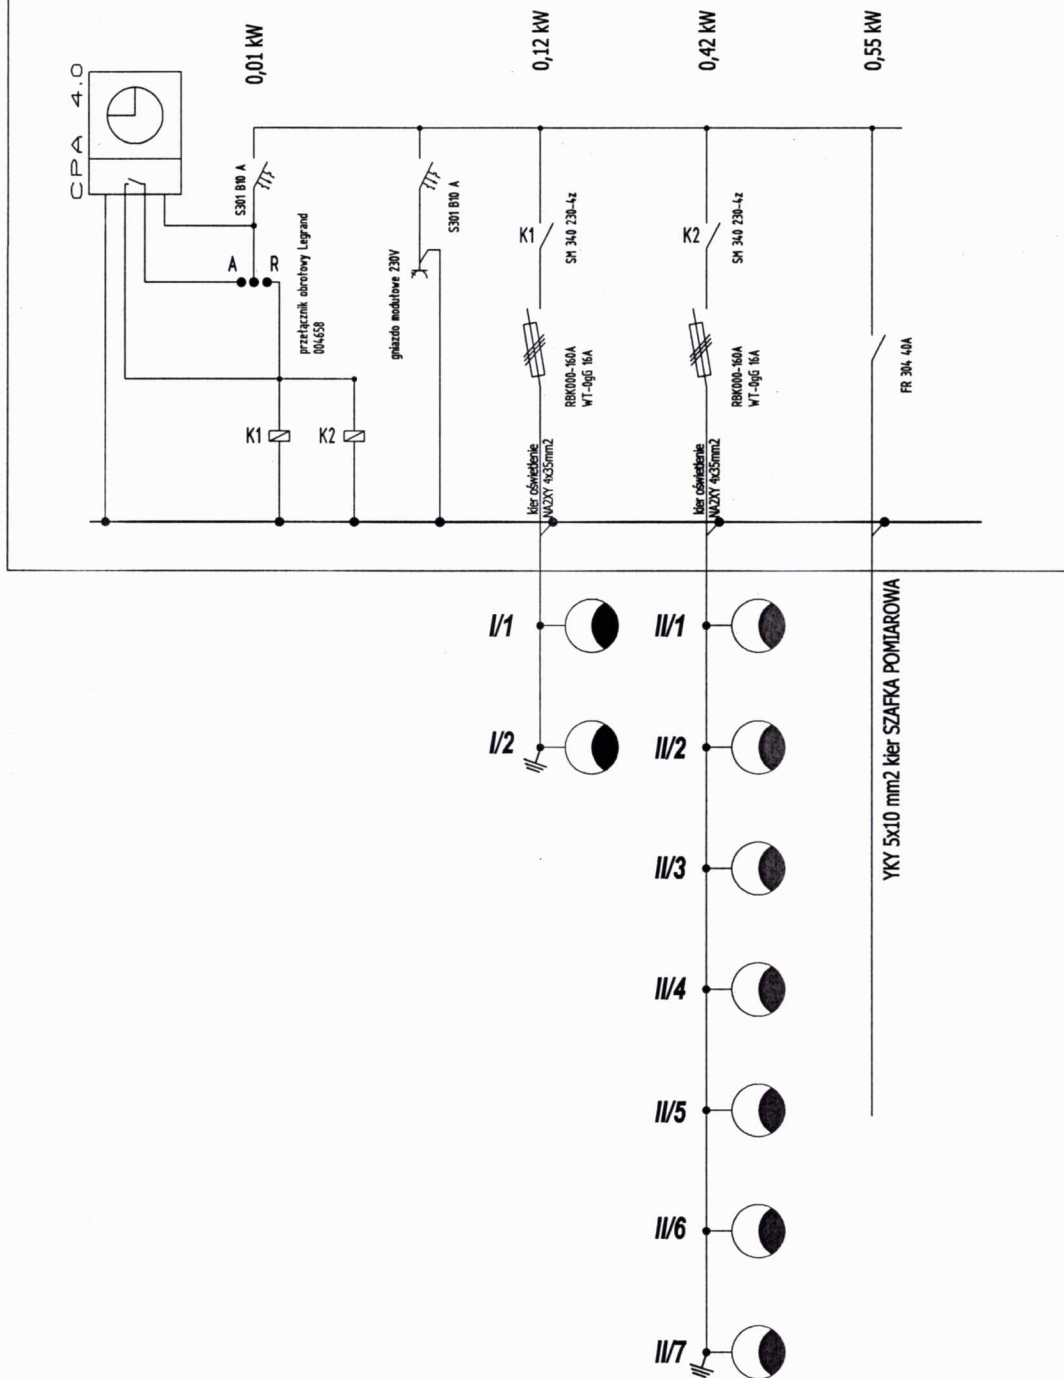 CPA 4.0
0,01 kW
0,12 kW
0,42 kW
0,55 kW
S301 B10 A
A
R
przełącznik obrotowy Legrand
004658
S301 B10 A
gniazdo modułowe 230V
K1
SM 340 230-4z
K2
SM 340 230-4z
RBK000-160A
WT-0gG 16A
RBK000-160A
WT-0gG 16A
FR 304 40A
K1
K2
kier oświetlenie
NA2XY 4x35mm2
kier oświetlenie
NA2XY 4x35mm2
I/1
I/2
II/1
II/2
II/3
II/4
II/5
II/6
II/7
YKY 5x10 mm2 kier SZAFKA POMIAROWA